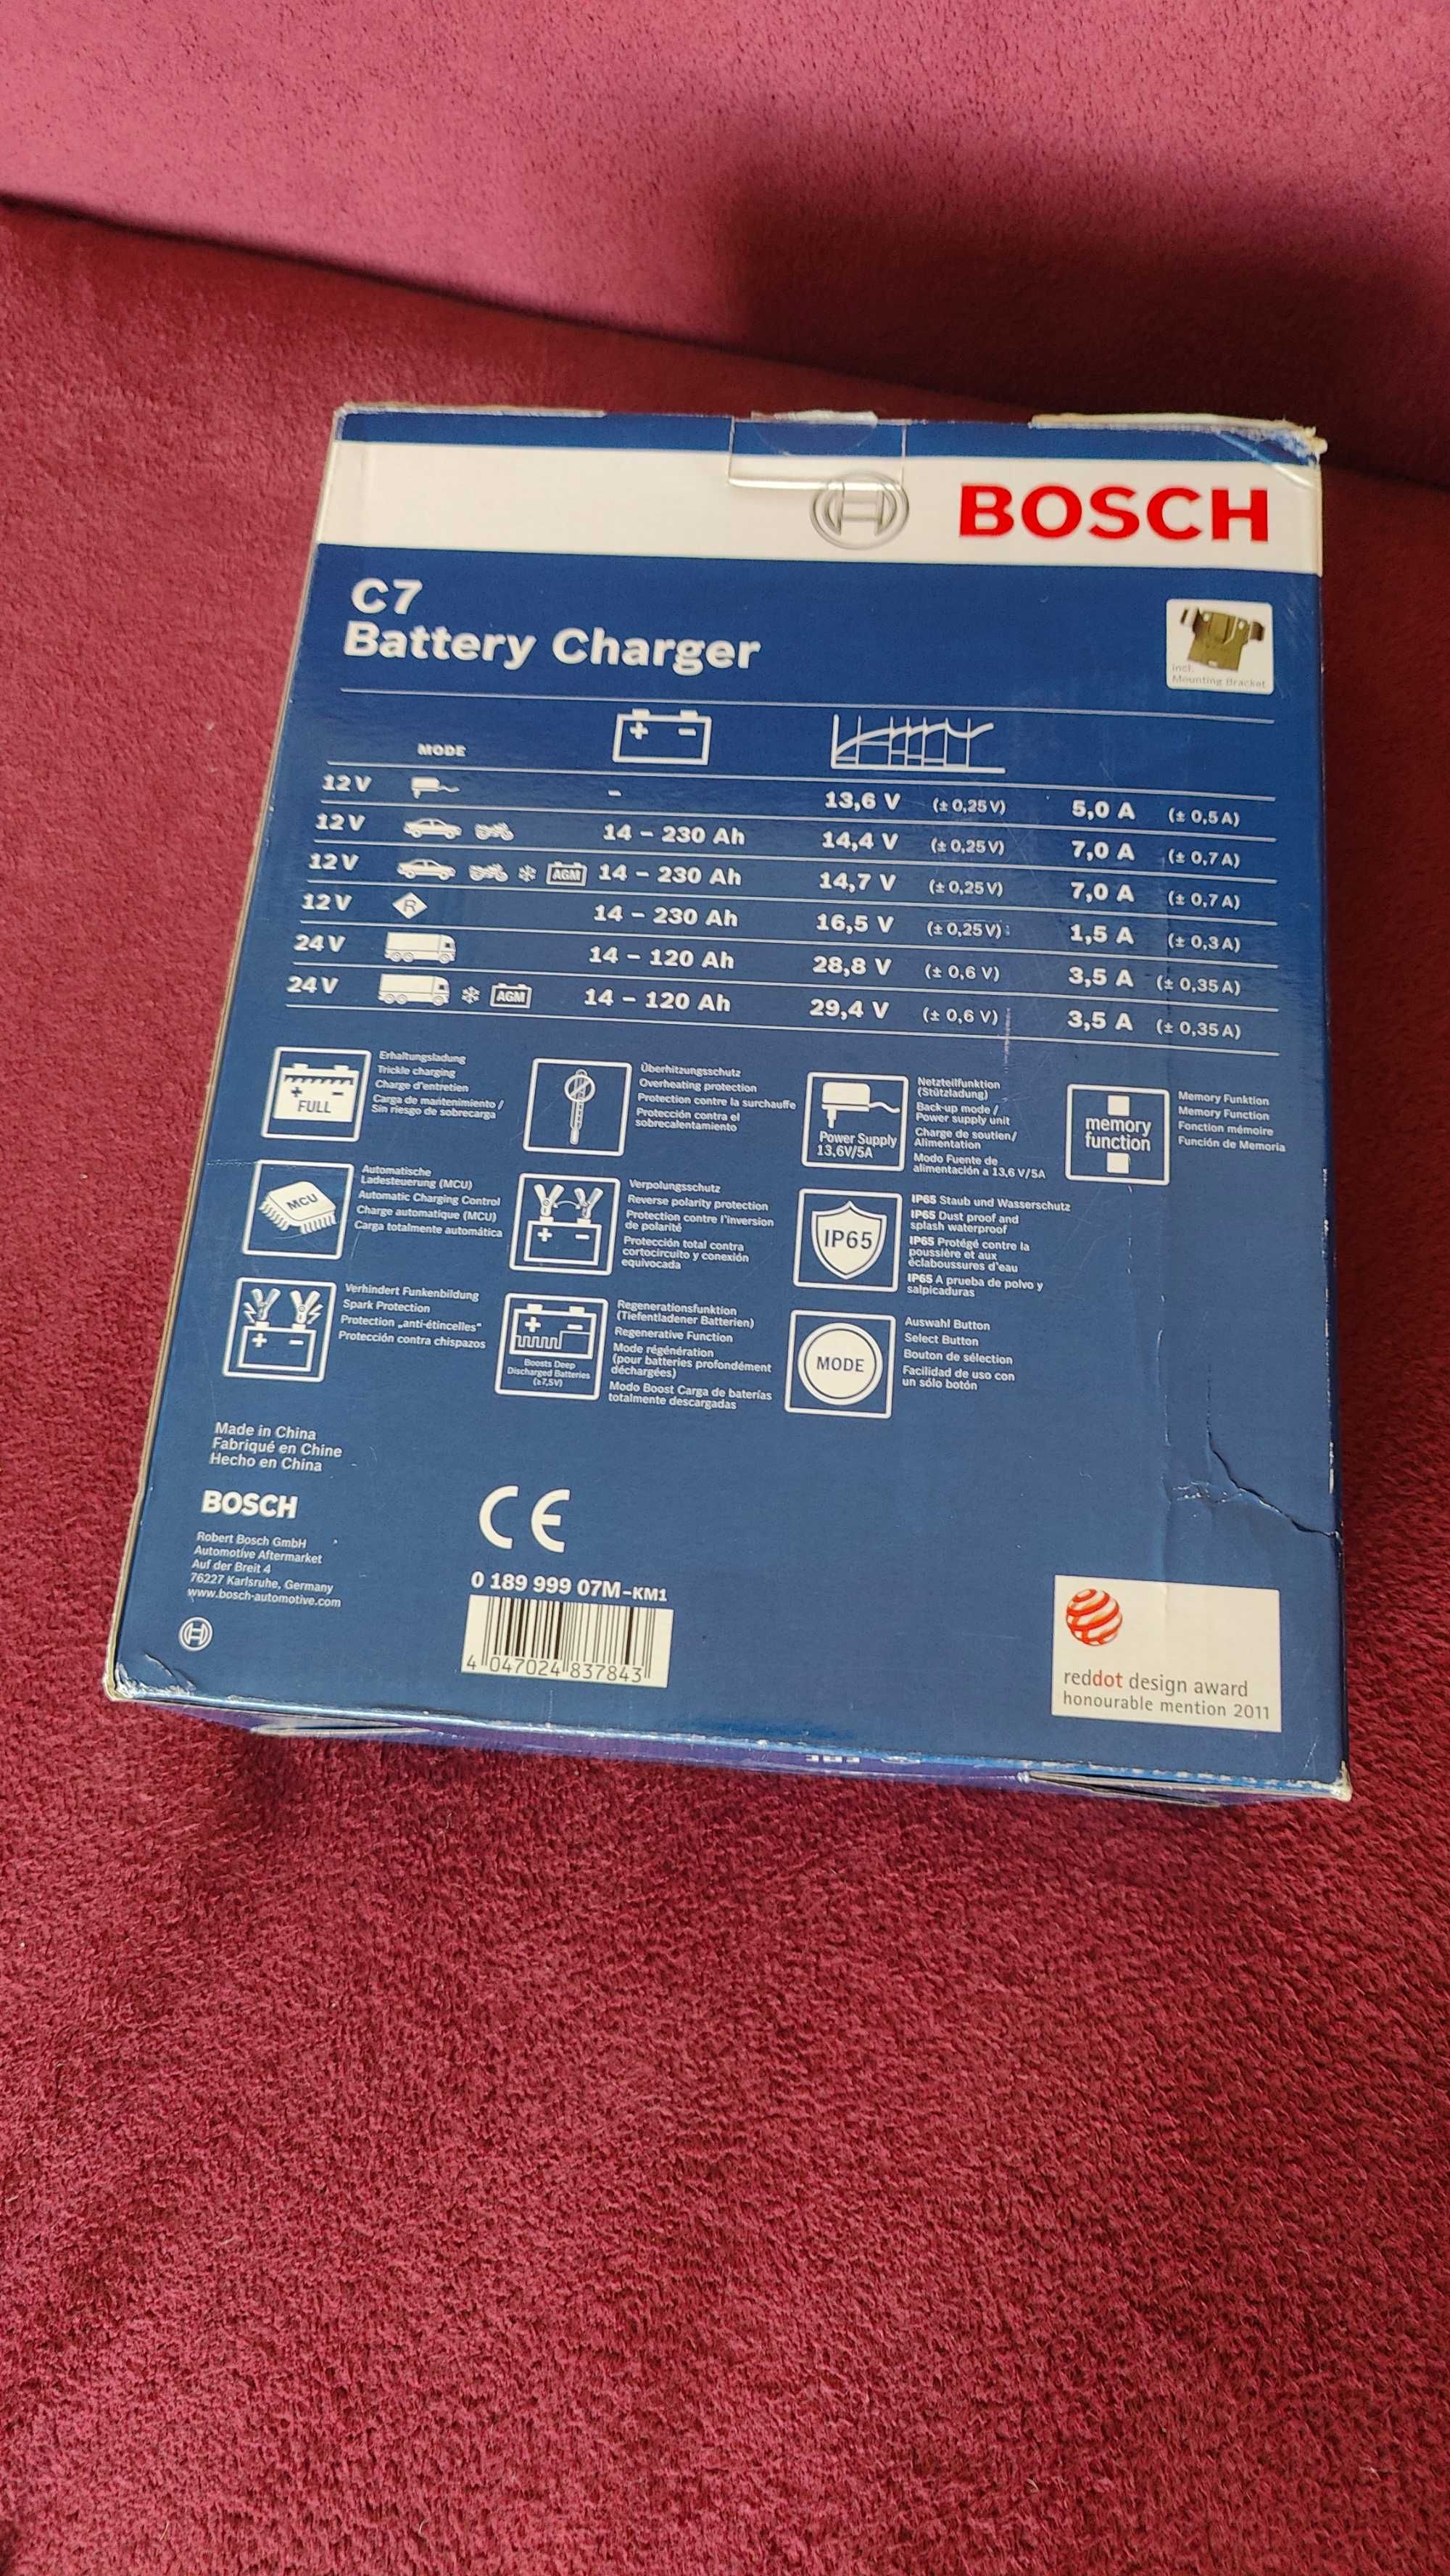 BOSCH
C7
Battery Charger
incl.
Mounting Bracket
MODE
12 V – 13,6 V (± 0,25 V) 5,0 A (± 0,5 A)
12 V 14 – 230 Ah 14,4 V (± 0,25 V) 7,0 A (± 0,7 A)
12 V AGM 14 – 230 Ah 14,7 V (± 0,25 V) 7,0 A (± 0,7 A)
12 V R 14 – 230 Ah 16,5 V (± 0,25 V) 1,5 A (± 0,3 A)
24 V 14 – 120 Ah 28,8 V (± 0,6 V) 3,5 A (± 0,35 A)
24 V AGM 14 – 120 Ah 29,4 V (± 0,6 V) 3,5 A (± 0,35 A)
FULL
Erhaltungsladung
Trickle charging
Charge d'entretien
Carga de mantenimiento /
Sin riesgo de sobrecarga
Überhitzungsschutz
Overheating protection
Protection contre la surchauffe
Protección contra el
sobrecalentamiento
Power Supply
13,6V/5A
Netzteilfunktion
(Stützladung)
Back-up mode /
Power supply unit
Charge de soutien/
Alimentation
Modo Fuente de
alimentación a 13,6 V/5A
memory
function
Memory Funktion
Memory Function
Fonction mémoire
Función de Memoria
MCU
Automatische
Ladesteuerung (MCU)
Automatic Charging Control
Charge automatique (MCU)
Carga totalmente automática
Verpolungsschutz
Reverse polarity protection
Protection contre l'inversion
de polarité
Protección total contra
cortocircuito y conexión
equivocada
IP65
IP65 Staub und Wasserschutz
IP65 Dust proof and
splash waterproof
IP65 Protégé contre la
poussière et aux
éclaboussures d'eau
IP65 A prueba de polvo y
salpicaduras
Verhindert Funkenbildung
Spark Protection
Protection „anti-étincelles"
Protección contra chispazos
Boosts Deep
Discharged Batteries
(≥7,5V)
Regenerationsfunktion
(Tiefentladener Batterien)
Regenerative Function
Mode régénération
(pour batteries profondément
déchargées)
Modo Boost Carga de baterías
totalmente descargadas
MODE
Auswahl Button
Select Button
Bouton de sélection
Facilidad de uso con
un sólo botón
Made in China
Fabriqué en Chine
Hecho en China
BOSCH
Robert Bosch GmbH
Automotive Aftermarket
Auf der Breit 4
76227 Karlsruhe, Germany
www.bosch-automotive.com
CE
0 189 999 07M-KM1
4 047024 837843
reddot design award
honourable mention 2011